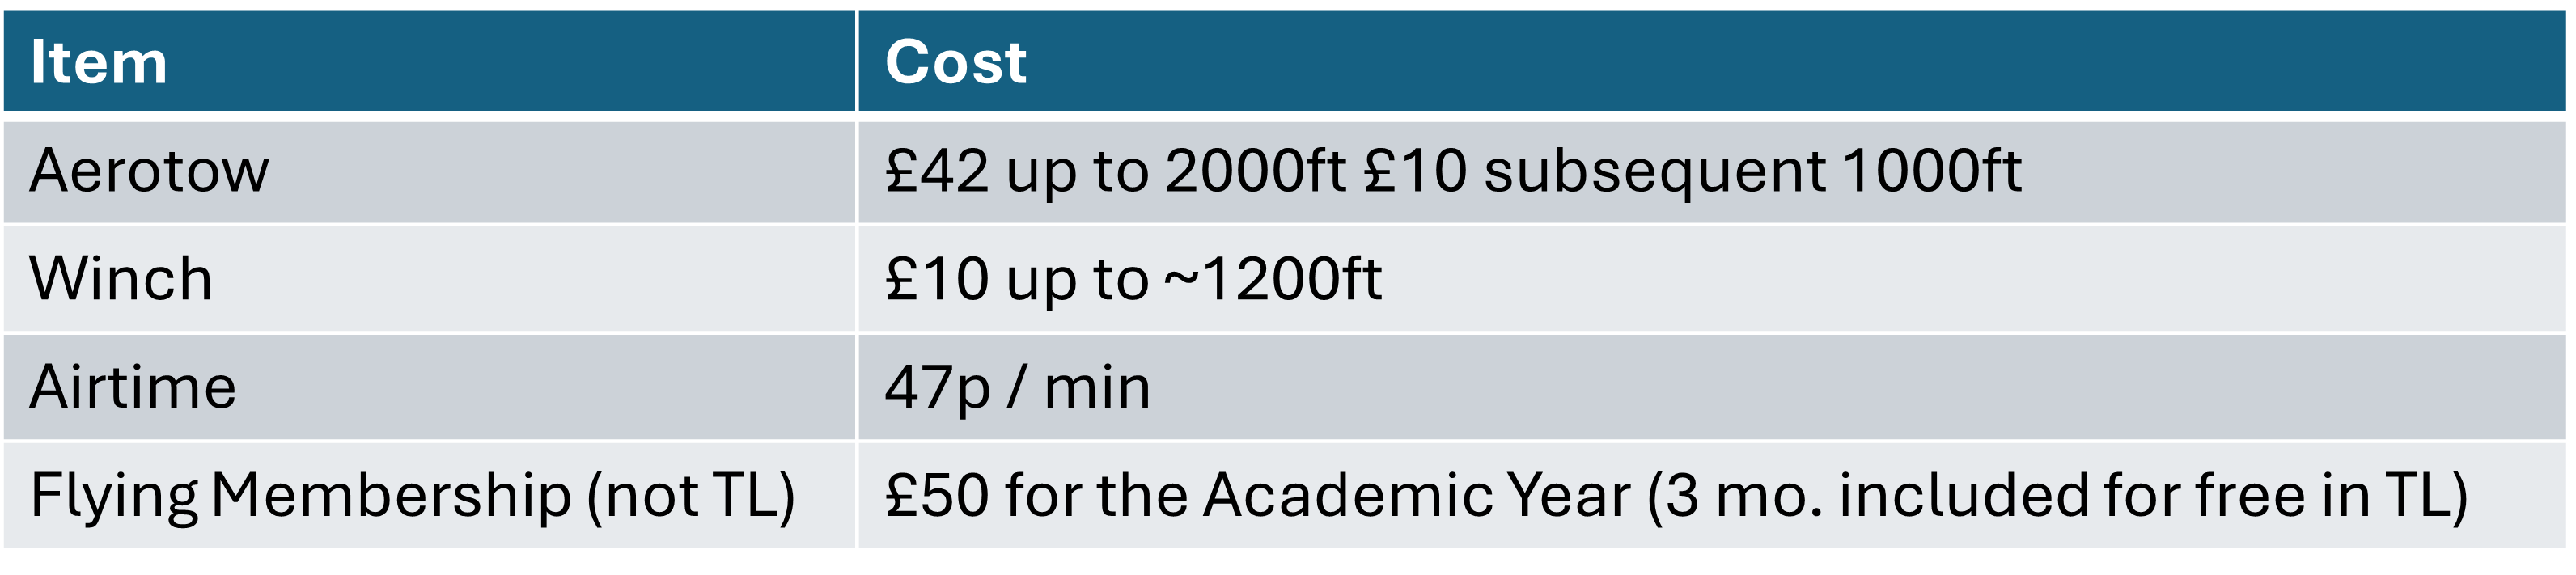 Item Cost
Aerotow £42 up to 2000ft £10 subsequent 1000ft
Winch £10 up to ~1200ft
Airtime 47p / min
Flying Membership (not TL) £50 for the Academic Year (3 mo. included for free in TL)